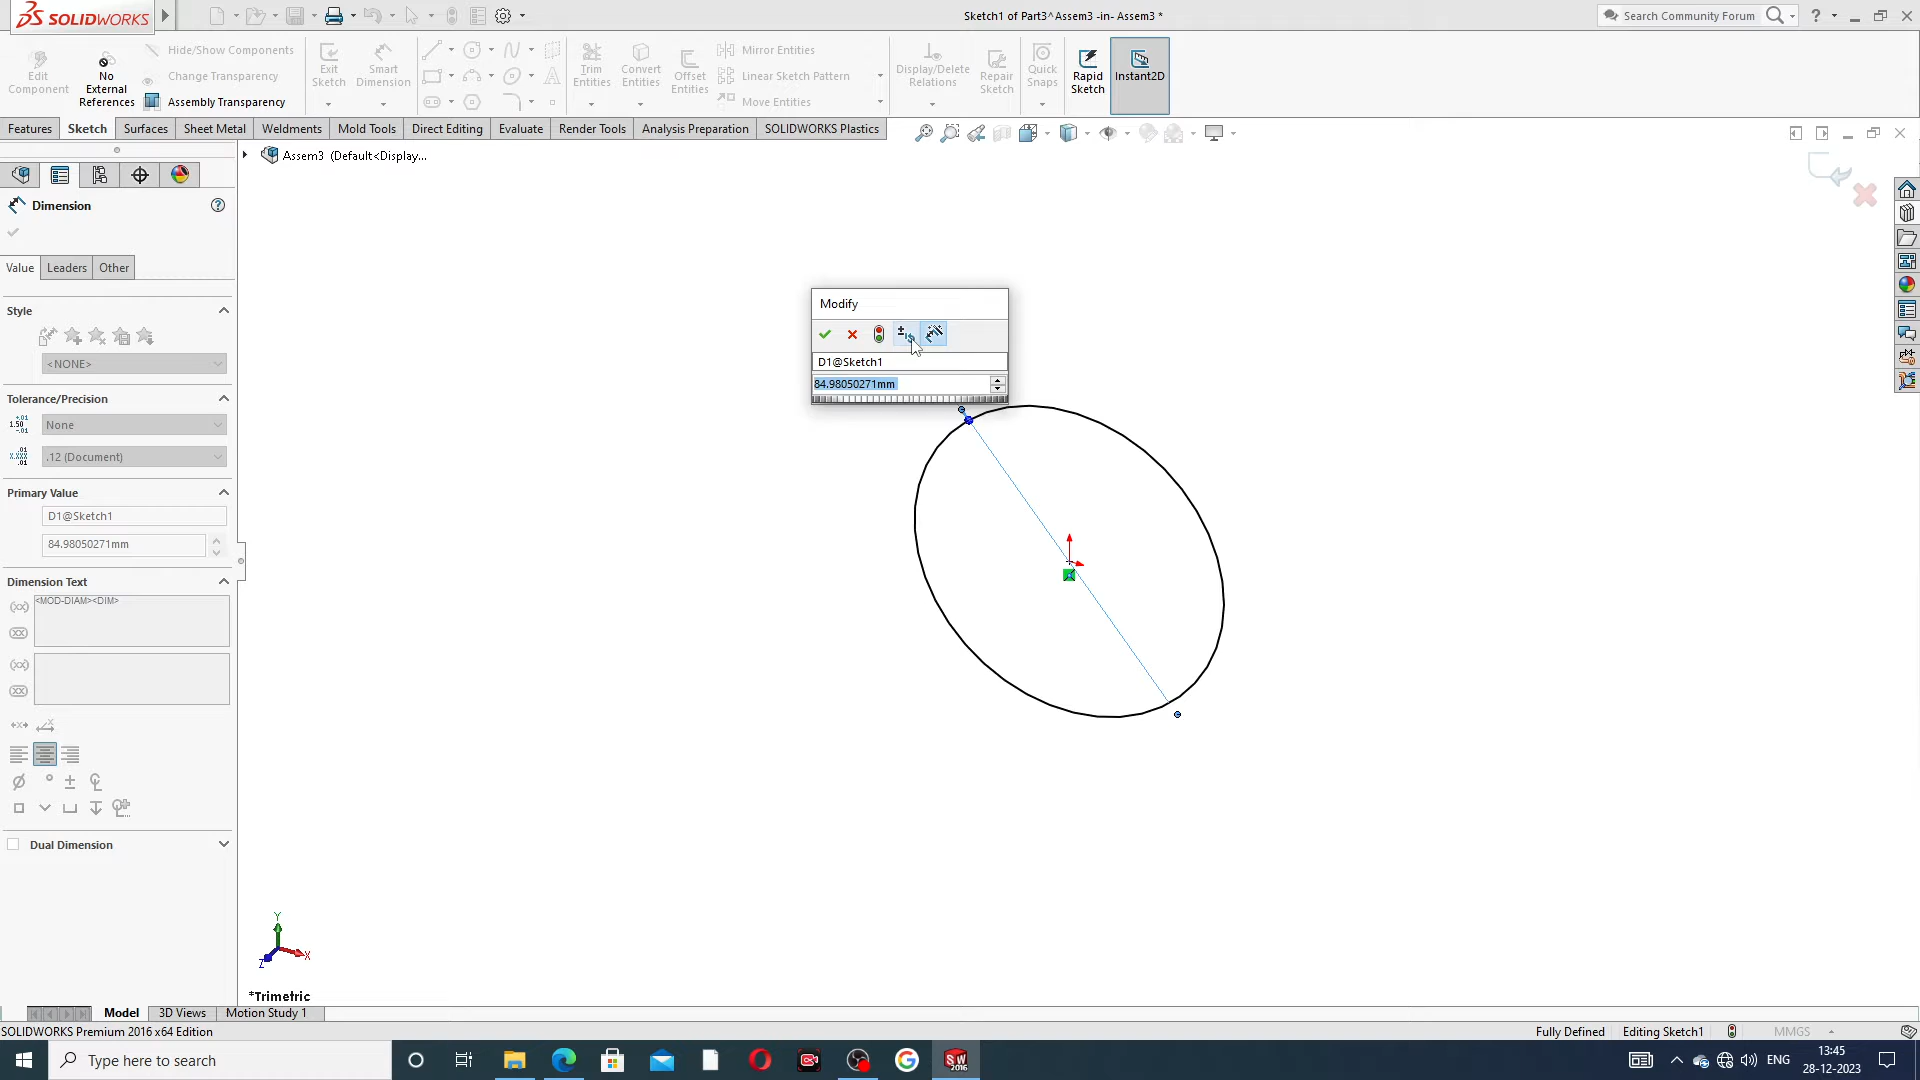 SOLIDWORKS
Sketch1 of Part3^Assem3 -in- Assem3 *
Search Community Forum
Edit Component
No External References
Hide/Show Components
Change Transparency
Assembly Transparency
Exit Sketch
Smart Dimension
Trim Entities
Convert Entities
Offset Entities
Mirror Entities
Linear Sketch Pattern
Move Entities
Display/Delete Relations
Repair Sketch
Quick Snaps
Rapid Sketch
Instant2D
Features
Sketch
Surfaces
Sheet Metal
Weldments
Mold Tools
Direct Editing
Evaluate
Render Tools
Analysis Preparation
SOLIDWORKS Plastics
Assem3 (Default<Display...
Dimension
Value
Leaders
Other
Style
<NONE>
Tolerance/Precision
None
.12 (Document)
Primary Value
D1@Sketch1
84.98050271mm
Dimension Text
<MOD-DIAM><DIM>
Dual Dimension
Modify
D1@Sketch1
84.98050271mm
Y
X
Z
*Trimetric
Model
3D Views
Motion Study 1
SOLIDWORKS Premium 2016 x64 Edition
Fully Defined
Editing Sketch1
MMGS
Type here to search
ENG
13:45
28-12-2023